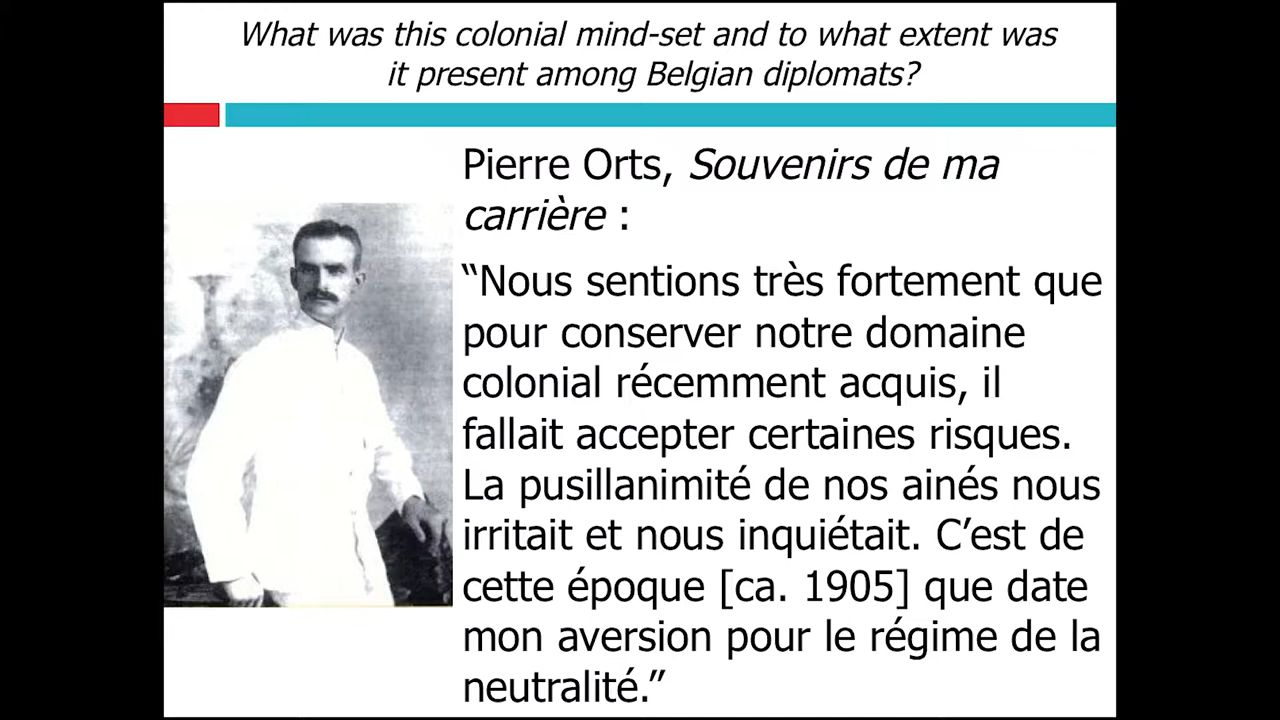 What was this colonial mind-set and to what extent was
it present among Belgian diplomats?
Pierre Orts, Souvenirs de ma
carrière :
“Nous sentions très fortement que
pour conserver notre domaine
colonial récemment acquis, il
fallait accepter certaines risques.
La pusillanimité de nos ainés nous
irritait et nous inquiétait. C’est de
cette époque [ca. 1905] que date
mon aversion pour le régime de la
neutralité.”